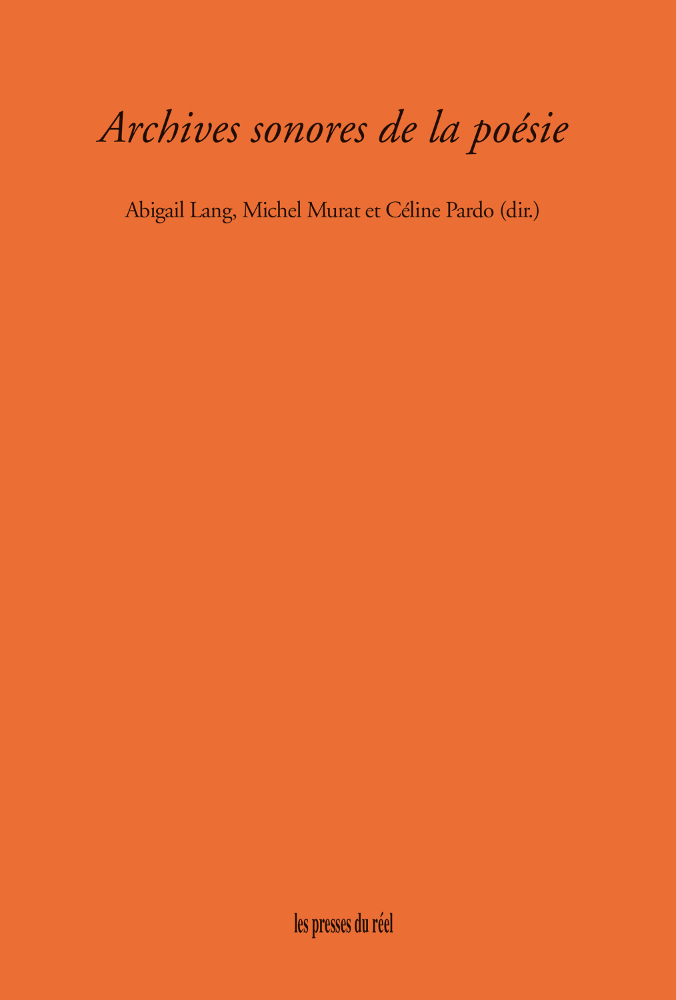 Archives sonores de la poésie
Abigail Lang, Michel Murat et Céline Pardo (dir.)
les presses du réel